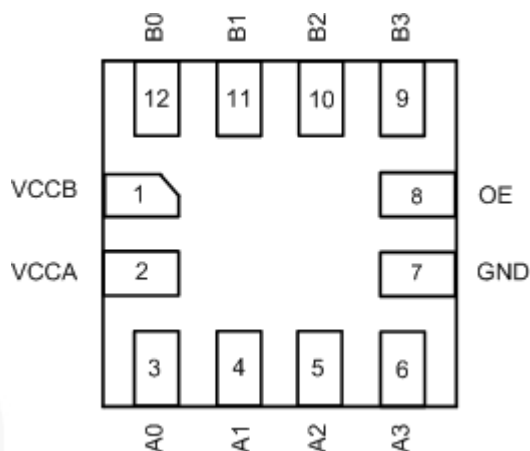 B0 B1 B2 B3
12 11 10 9
VCCB 1 8 OE
VCCA 2 7 GND
3 4 5 6
A0 A1 A2 A3